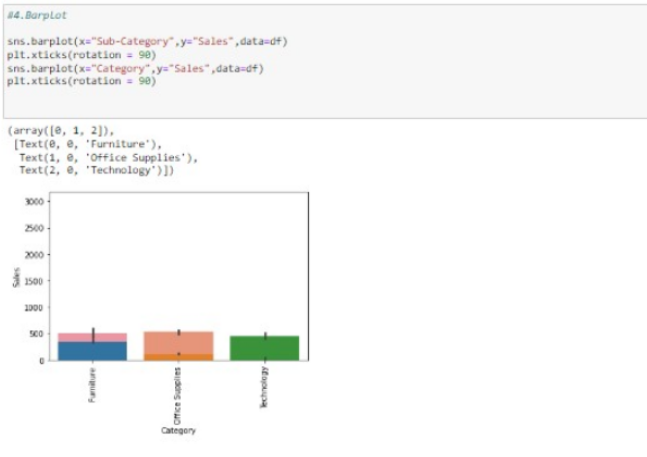 #4.Barplot
sns.barplot(x="Sub-Category",y="Sales",data=df)
plt.xticks(rotation = 90)
sns.barplot(x="Category",y="Sales",data=df)
plt.xticks(rotation = 90)
(array([0, 1, 2]),
[Text(0, 0, 'Furniture'),
Text(1, 0, 'Office Supplies'),
Text(2, 0, 'Technology')])
3000
2500
2000
1500
1000
500
0
Sales
Furniture
Office Supplies
Technology
Category